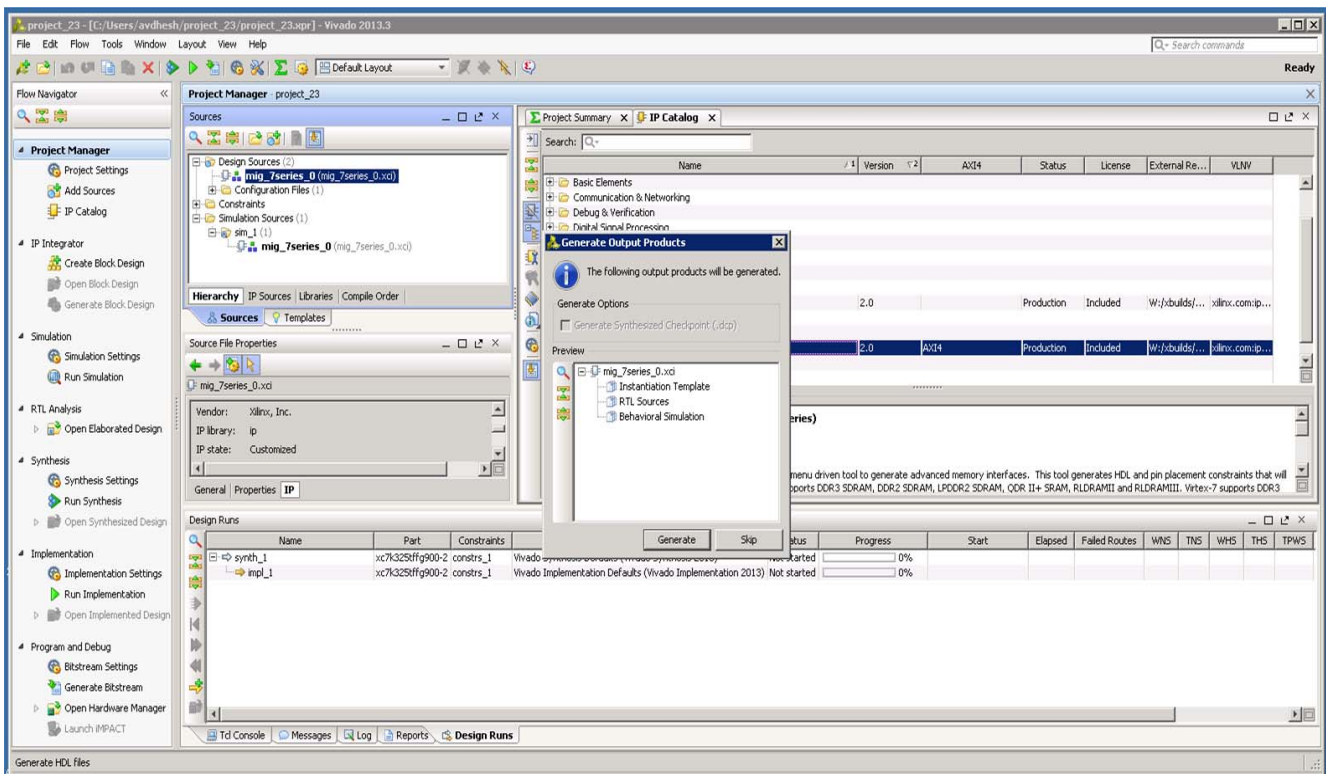 project_23 - [C:/Users/avdhesh/project_23/project_23.xpr] - Vivado 2013.3
File Edit Flow Tools Window Layout View Help
Q- Search commands
Default Layout
Ready
Flow Navigator
Project Manager
Project Settings
Add Sources
IP Catalog
IP Integrator
Create Block Design
Open Block Design
Generate Block Design
Simulation
Simulation Settings
Run Simulation
RTL Analysis
Open Elaborated Design
Synthesis
Synthesis Settings
Run Synthesis
Open Synthesized Design
Implementation
Implementation Settings
Run Implementation
Open Implemented Design
Program and Debug
Bitstream Settings
Generate Bitstream
Open Hardware Manager
Launch iMPACT
Project Manager - project_23
Sources
Design Sources (2)
mig_7series_0 (mig_7series_0.xci)
Configuration Files (1)
Constraints
Simulation Sources (1)
sim_1 (1)
mig_7series_0 (mig_7series_0.xci)
Hierarchy IP Sources Libraries Compile Order
Sources Templates
Source File Properties
mig_7series_0.xci
Vendor: Xilinx, Inc.
IP library: ip
IP state: Customized
General Properties IP
Project Summary IP Catalog
Search:
Name 1 Version 2 AXI4 Status License External Re... VLNV
Basic Elements
Communication & Networking
Debug & Verification
Digital Signal Processing
2.0 Production Included W:/xbuilds/... xilinx.com:ip...
2.0 AXI4 Production Included W:/xbuilds/... xilinx.com:ip...
eries)
menu driven tool to generate advanced memory interfaces. This tool generates HDL and pin placement constraints that will
pports DDR3 SDRAM, DDR2 SDRAM, LPDDR2 SDRAM, QDR II+ SRAM, RLDRAMII and RLDRAMIII. Virtex-7 supports DDR3
Generate Output Products
The following output products will be generated.
Generate Options
Generate Synthesized Checkpoint (.dcp)
Preview
mig_7series_0.xci
Instantiation Template
RTL Sources
Behavioral Simulation
Generate Skip
Design Runs
Name Part Constraints atus Progress Start Elapsed Failed Routes WNS TNS WHS THS TPWS
synth_1 xc7k325tffg900-2 constrs_1 Vivado Synthesis Defaults (Vivado Synthesis 2013) Not started 0%
impl_1 xc7k325tffg900-2 constrs_1 Vivado Implementation Defaults (Vivado Implementation 2013) Not started 0%
Tcl Console Messages Log Reports Design Runs
Generate HDL files